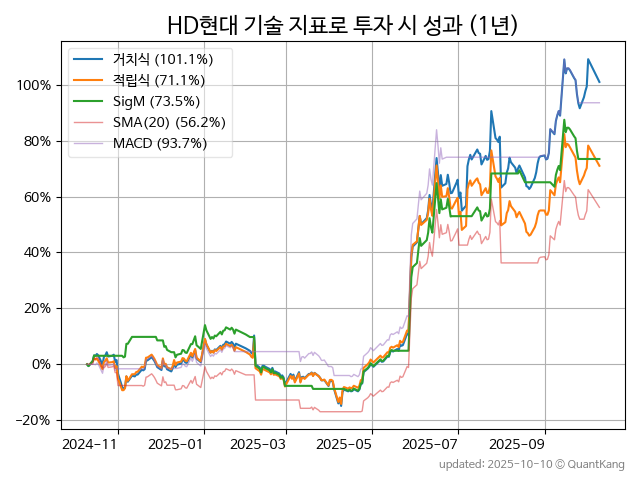 HD현대 기술 지표로 투자 시 성과 (1년)
거치식 (101.1%)
적립식 (71.1%)
SigM (73.5%)
SMA(20) (56.2%)
MACD (93.7%)
100%
80%
60%
40%
20%
0%
−20%
2024-11
2025-01
2025-03
2025-05
2025-07
2025-09
updated: 2025-10-10 © QuantKang